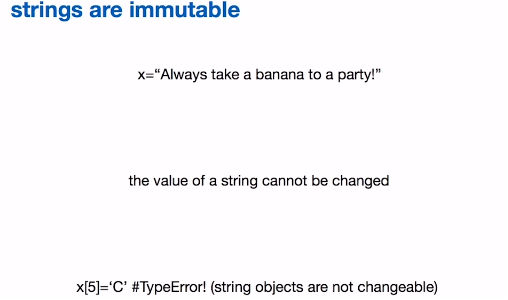 strings are immutable
x=“Always take a banana to a party!”
the value of a string cannot be changed
x[5]=‘C’ #TypeError! (string objects are not changeable)